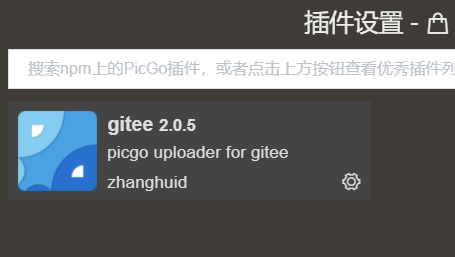 插件设置 -
搜索npm上的PicGo插件，或者点击上方按钮查看优秀插件列
gitee 2.0.5
picgo uploader for gitee
zhanghuid